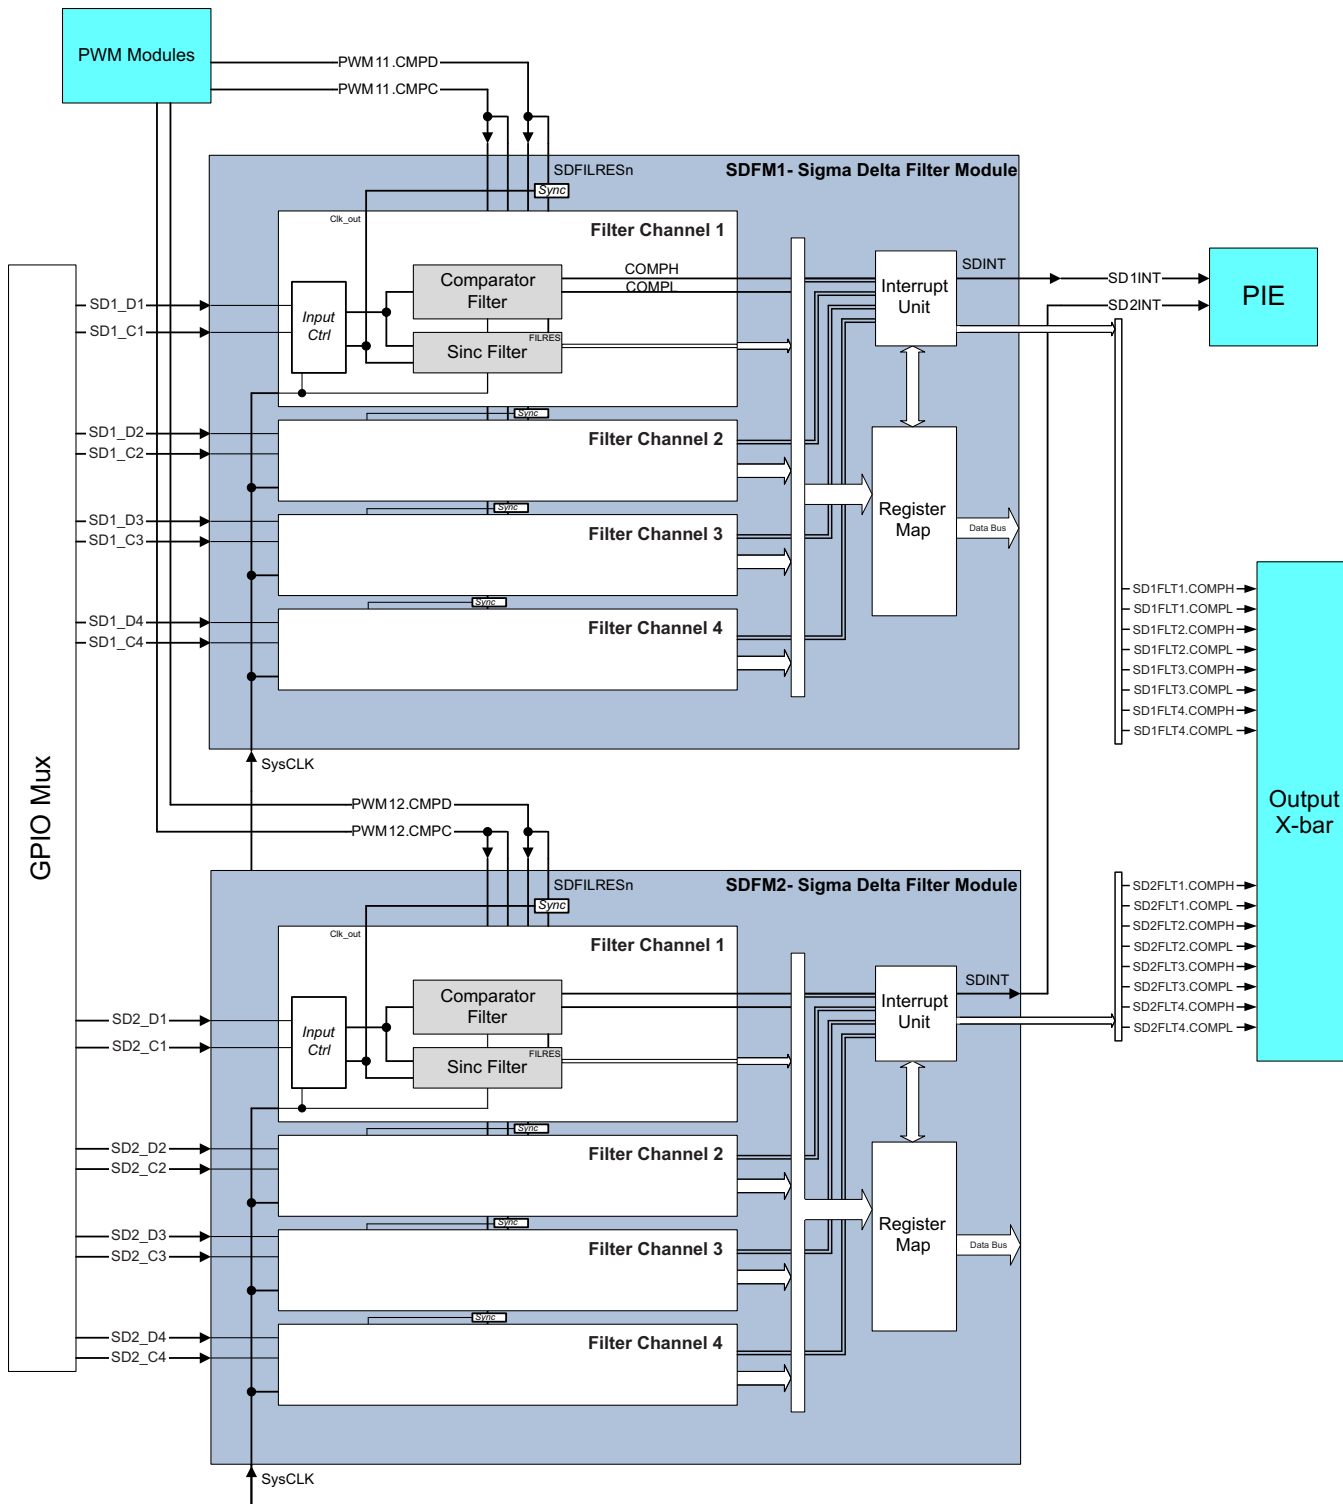 PWM Modules
PWM11.CMPD
PWM11.CMPC
SDFILRESn
SDFM1- Sigma Delta Filter Module
Sync
Clk_out
Filter Channel 1
Input
Ctrl
Comparator
Filter
COMPH
COMPL
FILRES
Sinc Filter
Interrupt
Unit
SDINT
SD1INT
SD2INT
PIE
SD1_D1
SD1_C1
Sync
SD1_D2
SD1_C2
Filter Channel 2
Sync
SD1_D3
SD1_C3
Filter Channel 3
Register
Map
Data Bus
Sync
SD1_D4
SD1_C4
Filter Channel 4
SD1FLT1.COMPH
SD1FLT1.COMPL
SD1FLT2.COMPH
SD1FLT2.COMPL
SD1FLT3.COMPH
SD1FLT3.COMPL
SD1FLT4.COMPH
SD1FLT4.COMPL
SysCLK
GPIO Mux
Output
X-bar
PWM12.CMPD
PWM12.CMPC
SDFILRESn
SDFM2- Sigma Delta Filter Module
Sync
Clk_out
Filter Channel 1
Input
Ctrl
Comparator
Filter
FILRES
Sinc Filter
Interrupt
Unit
SDINT
SD2FLT1.COMPH
SD2FLT1.COMPL
SD2FLT2.COMPH
SD2FLT2.COMPL
SD2FLT3.COMPH
SD2FLT3.COMPL
SD2FLT4.COMPH
SD2FLT4.COMPL
SD2_D1
SD2_C1
Sync
SD2_D2
SD2_C2
Filter Channel 2
Sync
SD2_D3
SD2_C3
Filter Channel 3
Register
Map
Data Bus
Sync
SD2_D4
SD2_C4
Filter Channel 4
SysCLK